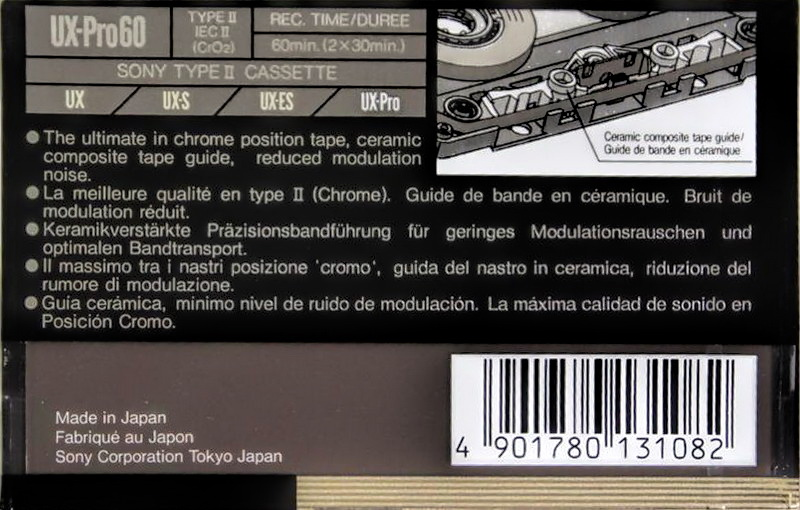 UX-Pro60
TYPE II
IEC II
(CrO2)
REC. TIME/DUREE
60min. (2×30min.)
SONY TYPE II CASSETTE
UX / UX-S / UX-ES / UX-Pro
Ceramic composite tape guide/
Guide de bande en céramique
●The ultimate in chrome position tape, ceramic
composite tape guide, reduced modulation
noise.
●La meilleure qualité en type II (Chrome). Guide de bande en céramique. Bruit de
modulation réduit.
●Keramikverstärkte Präzisionsbandführung für geringes Modulationsrauschen und
optimalen Bandtransport.
●Il massimo tra i nastri posizione 'cromo', guida del nastro in ceramica, riduzione del
rumore di modulazione.
●Guía cerámica, mínimo nivel de ruido de modulación. La máxima calidad de sonido en
Posición Cromo.
Made in Japan
Fabriqué au Japon
Sony Corporation Tokyo Japan
4 901780 131082